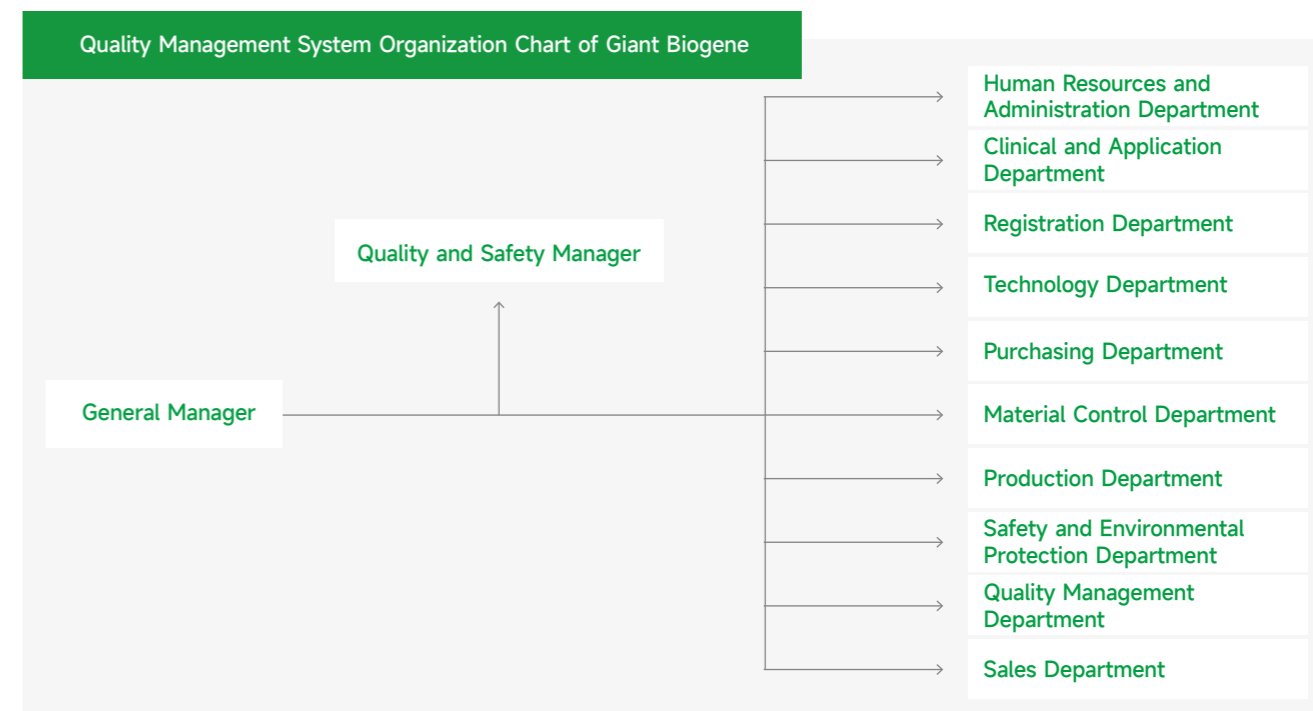 Quality Management System Organization Chart of Giant Biogene
Human Resources and
Administration Department
Clinical and Application
Department
Registration Department
Quality and Safety Manager
Technology Department
Purchasing Department
General Manager
Material Control Department
Production Department
Safety and Environmental
Protection Department
Quality Management
Department
Sales Department